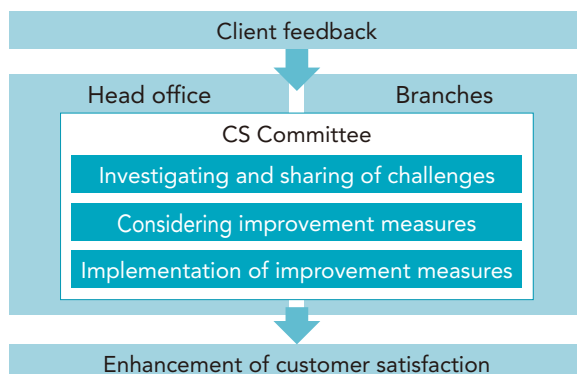 Client feedback
Head office
Branches
CS Committee
Investigating and sharing of challenges
Considering improvement measures
Implementation of improvement measures
Enhancement of customer satisfaction